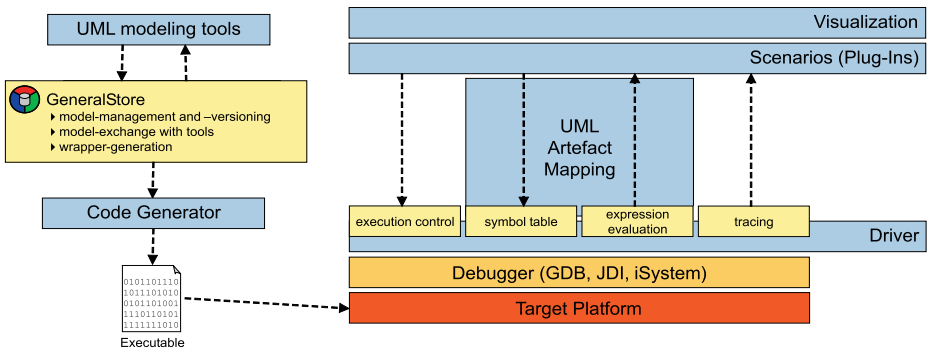 UML modeling tools
GeneralStore
model-management and –versioning
model-exchange with tools
wrapper-generation
Code Generator
0101101110
1011101010
0101101001
1110110101
1111111010
Executable
Visualization
Scenarios (Plug-Ins)
UML
Artefact
Mapping
execution control
symbol table
expression
evaluation
tracing
Driver
Debugger (GDB, JDI, iSystem)
Target Platform